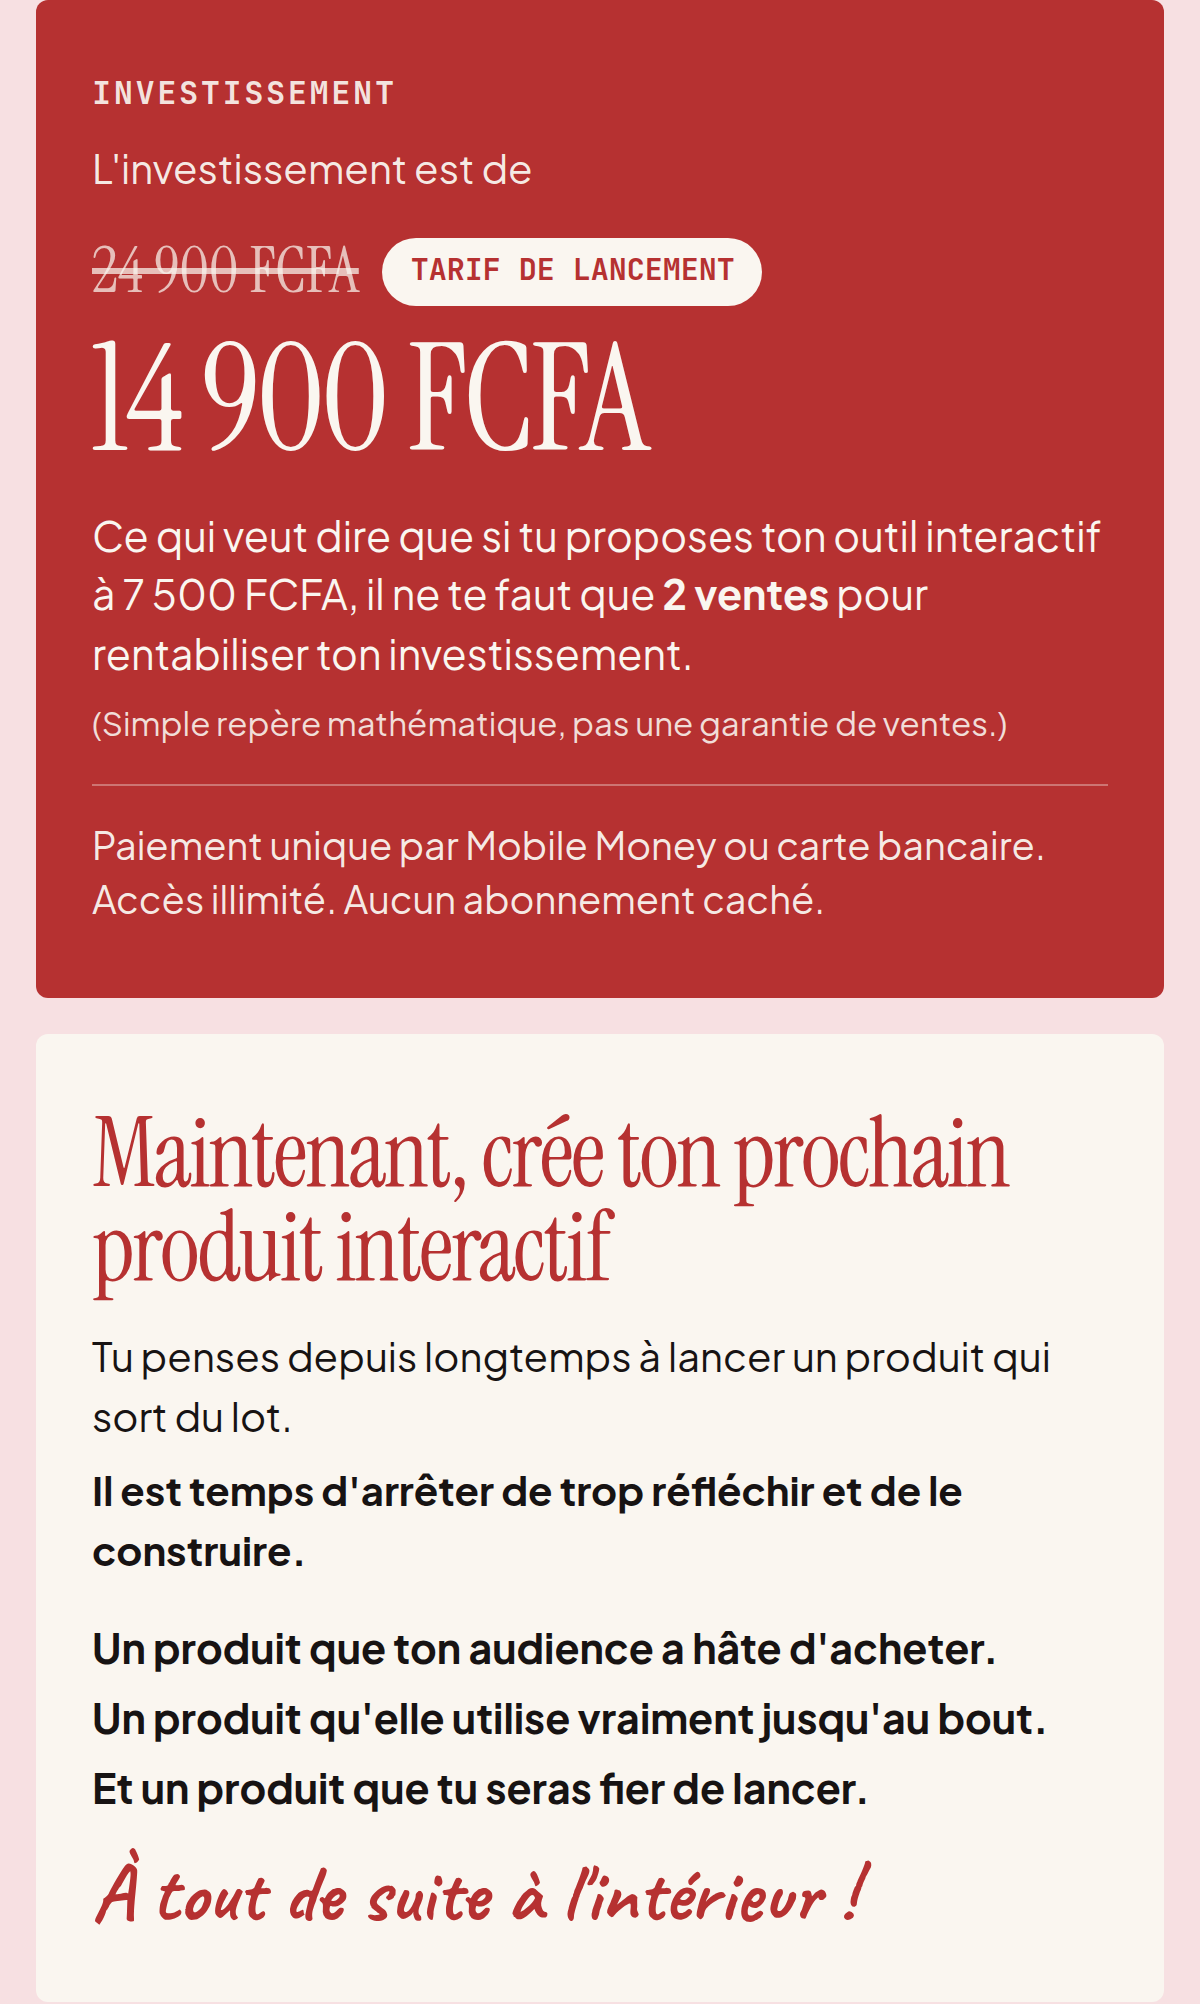 INVESTISSEMENT
L'investissement est de
24 900 FCFA TARIF DE LANCEMENT
14 900 FCFA
Ce qui veut dire que si tu proposes ton outil interactif
à 7 500 FCFA, il ne te faut que 2 ventes pour
rentabiliser ton investissement.
(Simple repère mathématique, pas une garantie de ventes.)
Paiement unique par Mobile Money ou carte bancaire.
Accès illimité. Aucun abonnement caché.
Maintenant, crée ton prochain
produit interactif
Tu penses depuis longtemps à lancer un produit qui
sort du lot.
Il est temps d'arrêter de trop réfléchir et de le
construire.
Un produit que ton audience a hâte d'acheter.
Un produit qu'elle utilise vraiment jusqu'au bout.
Et un produit que tu seras fier de lancer.
À tout de suite à l'intérieur !